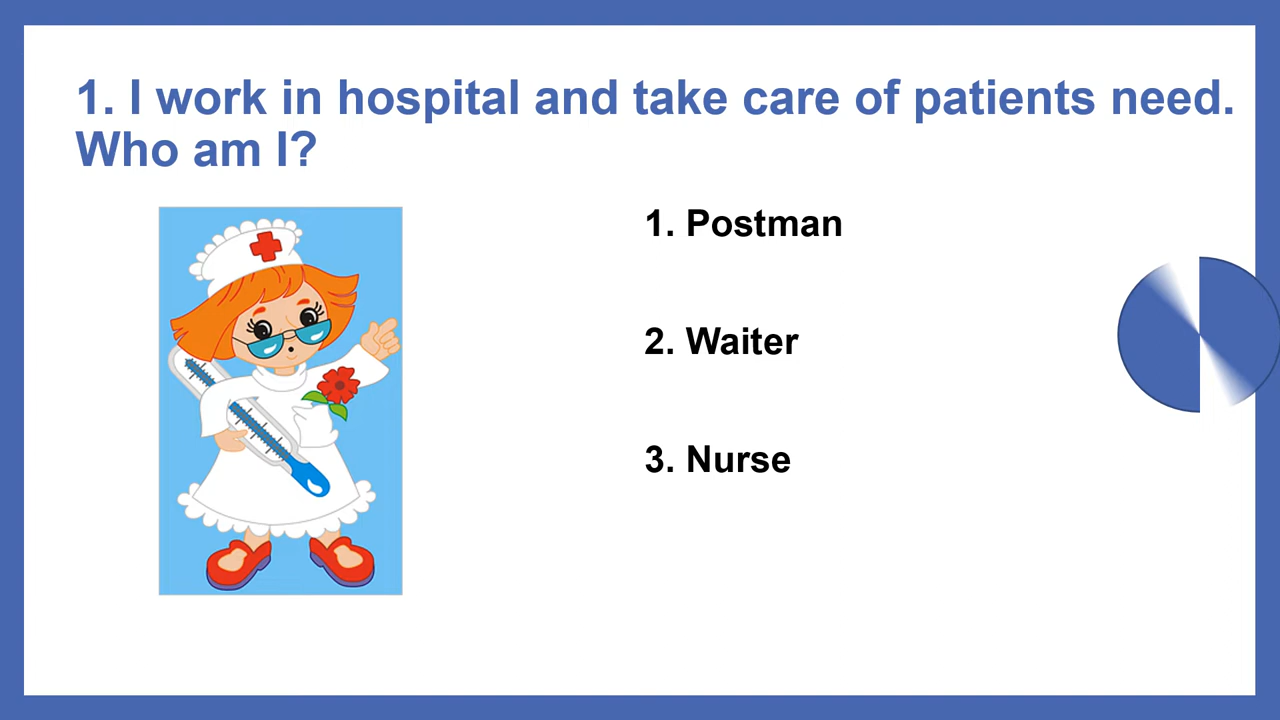 1. I work in hospital and take care of patients need.
Who am I?
1. Postman
2. Waiter
3. Nurse